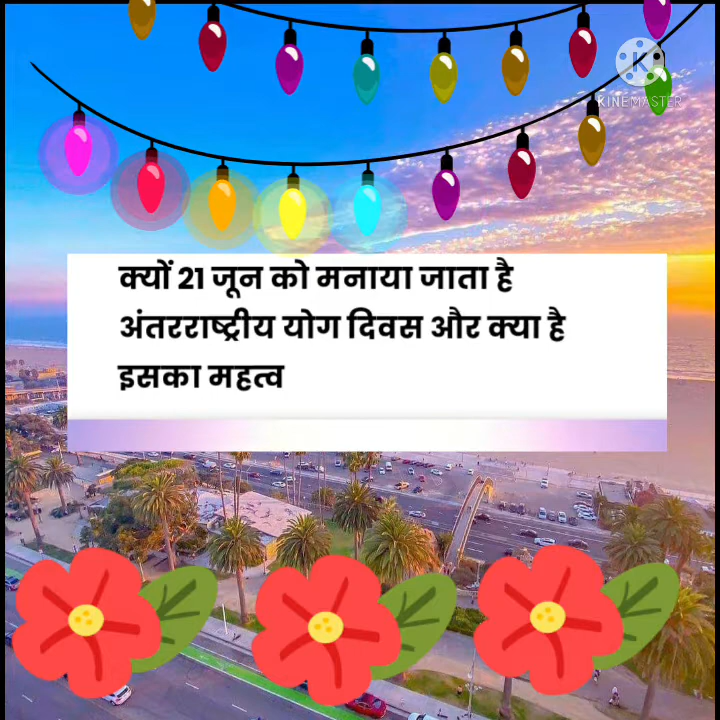 KINEMASTER
क्यों 21 जून को मनाया जाता है
अंतरराष्ट्रीय योग दिवस और क्या है
इसका महत्व